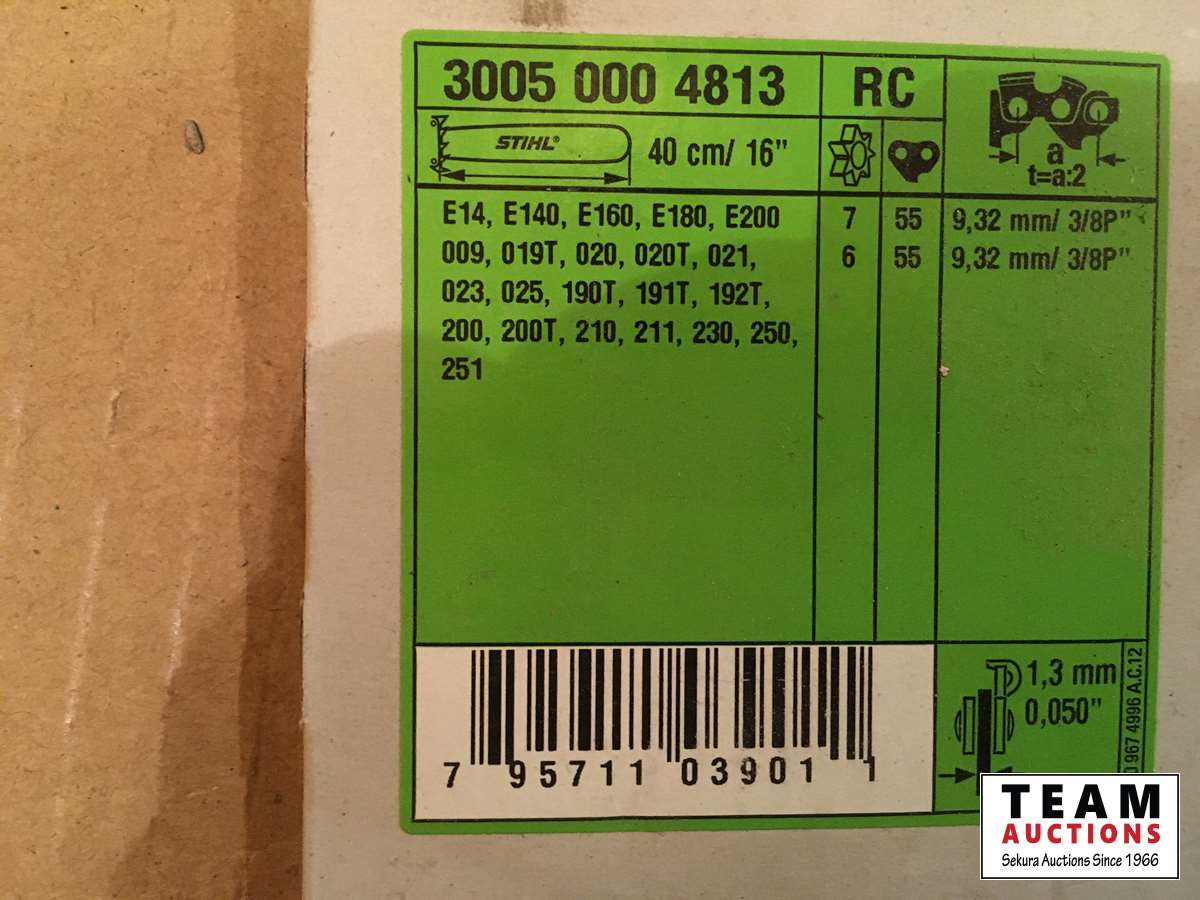 3005 000 4813 RC
STIHL® 40 cm/ 16" a
t=a:2
E14, E140, E160, E180, E200 7 55 9,32 mm/ 3/8P"
009, 019T, 020, 020T, 021, 6 55 9,32 mm/ 3/8P"
023, 025, 190T, 191T, 192T,
200, 200T, 210, 211, 230, 250,
251
1,3 mm
0,050"
0 967 4996 A.C.12
7 95711 03901 1
TEAM
AUCTIONS
Sekura Auctions Since 1966